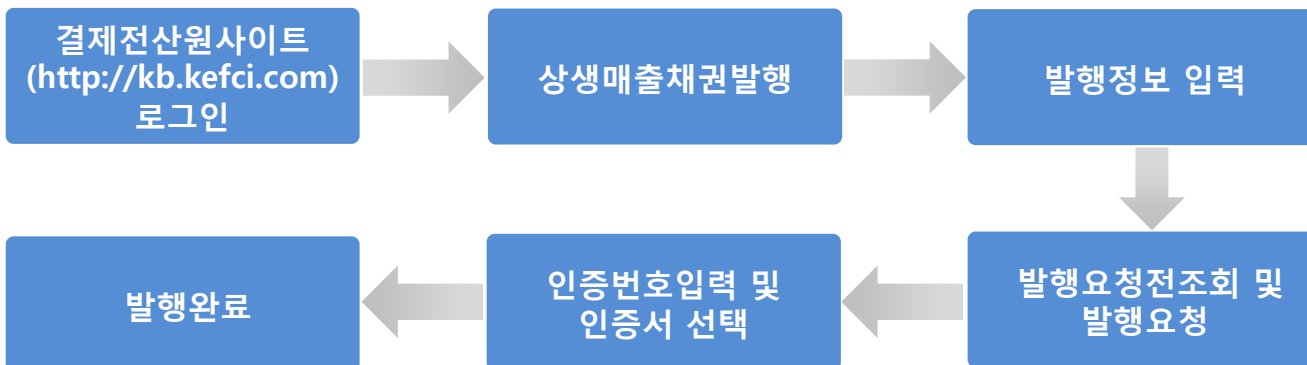 결제전산원사이트
(http://kb.kefci.com)
로그인
상생매출채권발행
발행정보 입력
발행요청전조회 및
발행요청
인증번호입력 및
인증서 선택
발행완료